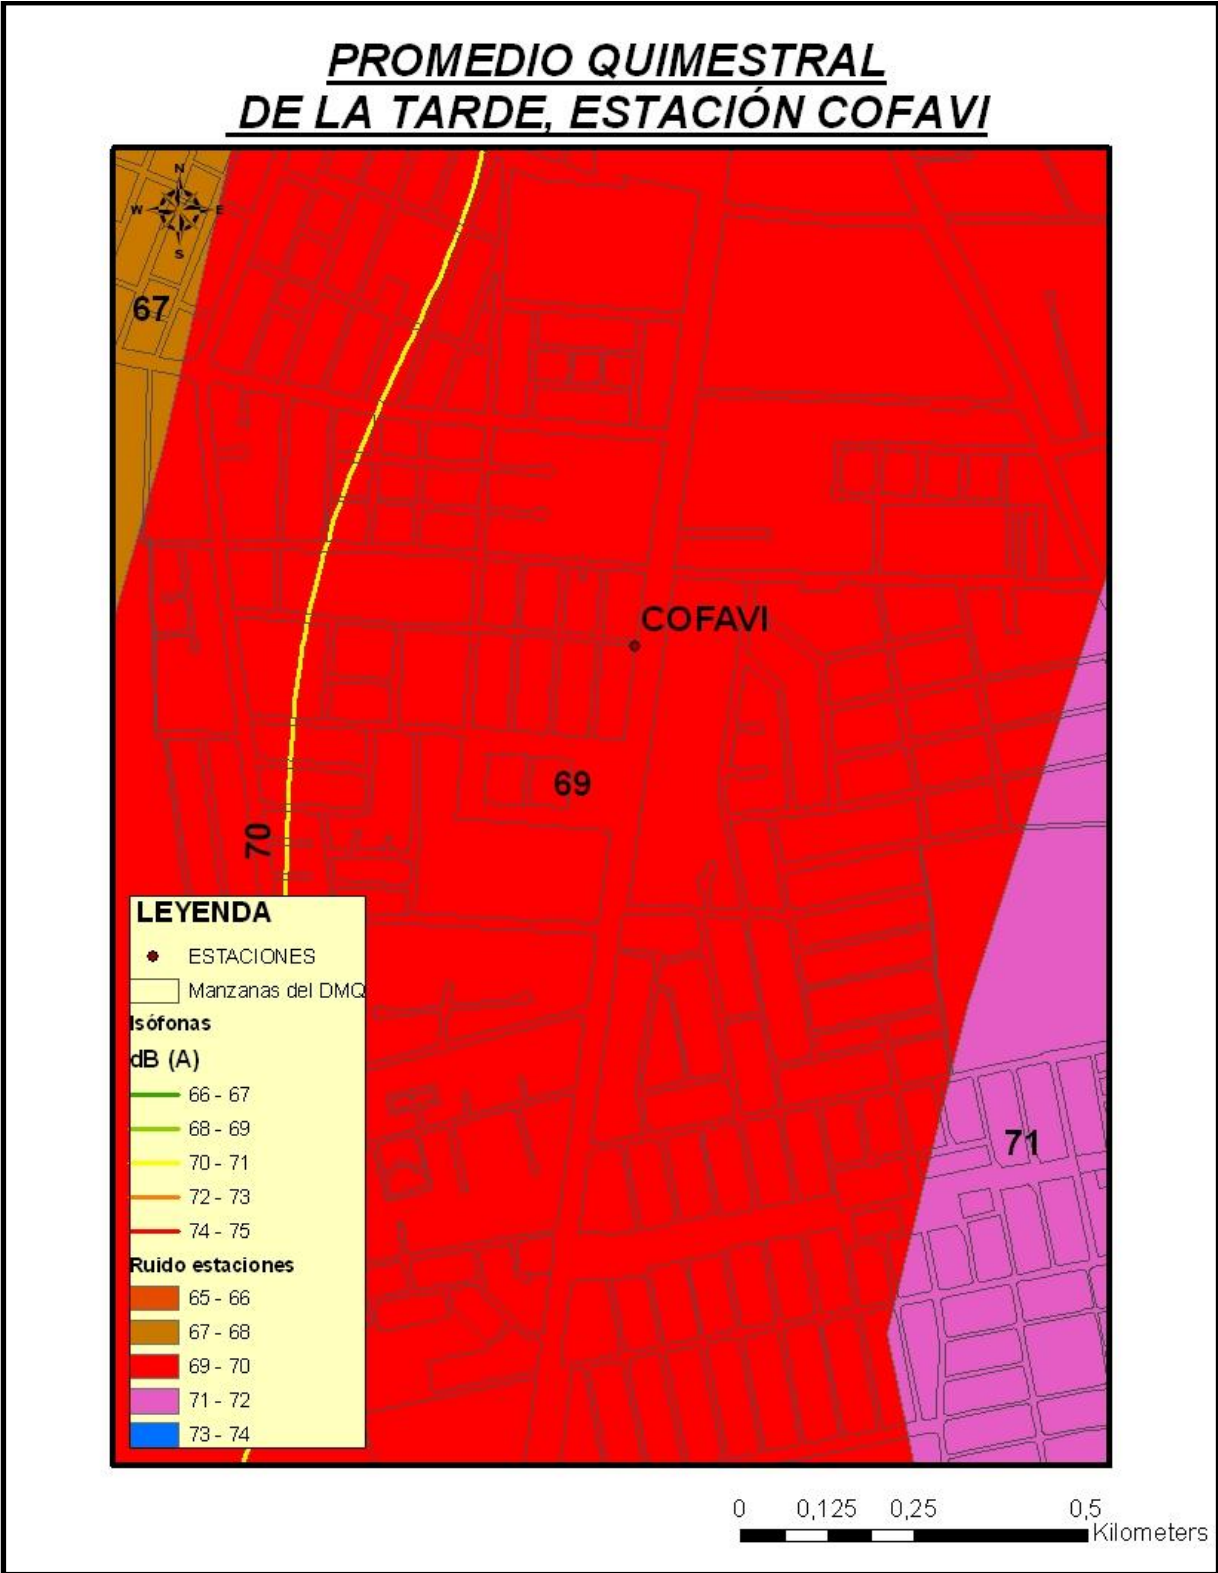 PROMEDIO QUIMESTRAL
DE LA TARDE, ESTACIÓN COFAVI
N
W E
S
67
COFAVI
69
70
LEYENDA
ESTACIONES
Manzanas del DMQ
Isófonas
dB (A)
66 - 67
68 - 69
70 - 71
72 - 73
74 - 75
Ruido estaciones
65 - 66
67 - 68
69 - 70
71 - 72
73 - 74
71
0 0,125 0,25 0,5
Kilometers